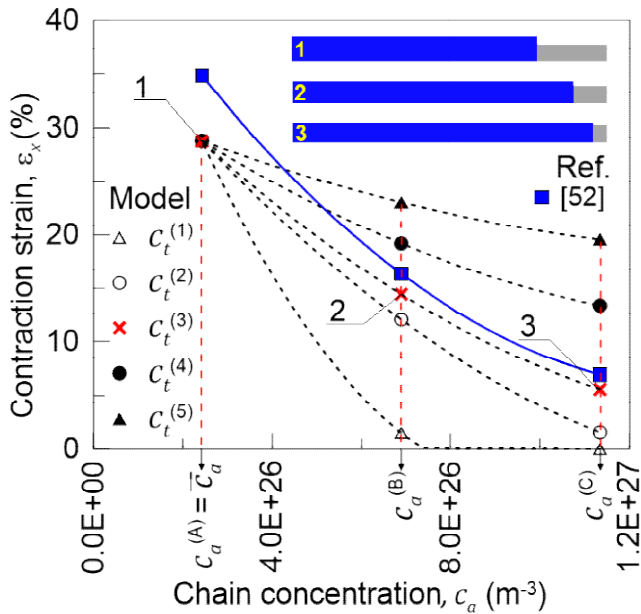 40
30
20
10
0
Contraction strain, εₓ (%)
1
2
3
1
2
3
Ref.
[52]
Model
cₜ⁽¹⁾
cₜ⁽²⁾
cₜ⁽³⁾
cₜ⁽⁴⁾
cₜ⁽⁵⁾
0.0E+00
cₐ⁽ᴬ⁾ = c̅ₐ
4.0E+26
cₐ⁽ᴮ⁾
8.0E+26
cₐ⁽ᶜ⁾
1.2E+27
Chain concentration, cₐ (m⁻³)